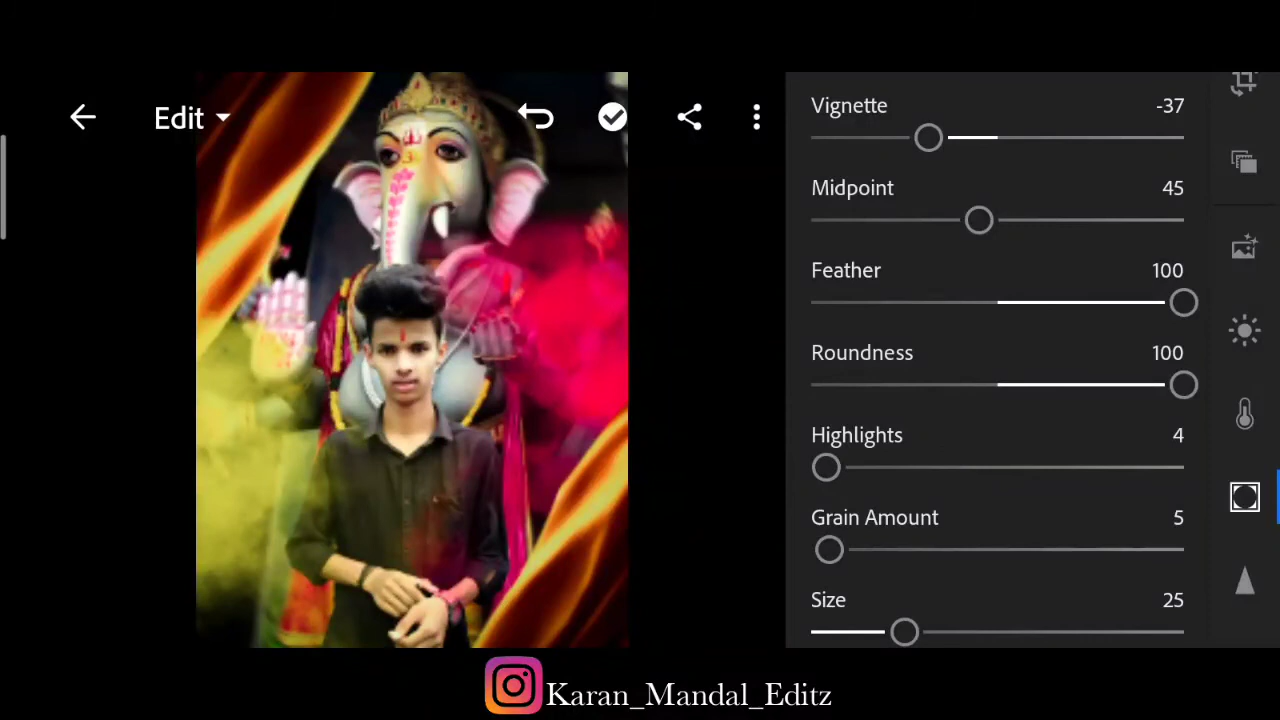 Edit
Vignette -37
Midpoint 45
Feather 100
Roundness 100
Highlights 4
Grain Amount 5
Size 25
Karan_Mandal_Editz